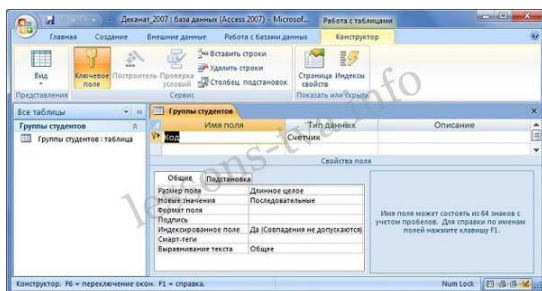 Деканат_2007 : база данных (Access 2007) - Microsof...
Работа с таблицами
Главная Создание Внешние данные Работа с базами данных Конструктор
Вид
Ключевое поле
Построитель
Проверка условий
Вставить строки
Удалить строки
Столбец подстановок
Страница свойств
Индексы
Представления Сервис Показать или скрыть
Все таблицы
Группы студентов
Группы студентов : таблица
Группы студентов
Имя поля Тип данных Описание
Код Счетчик
Свойства поля
Общие Подстановка
Размер поля Длинное целое
Новые значения Последовательные
Формат поля
Подпись
Индексированное поле Да (Совпадения не допускаются)
Смарт-теги
Выравнивание текста Общее
Имя поля может состоять из 64 знаков с
учетом пробелов. Для справки по именам
полей нажмите клавишу F1.
Конструктор. F6 = переключение окон. F1 = справка.
Num Lock
lessons-tva.info